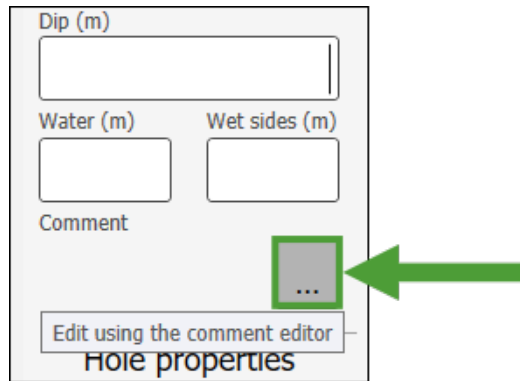 Dip (m)
Water (m) Wet sides (m)
Comment
...
Edit using the comment editor
Hole properties